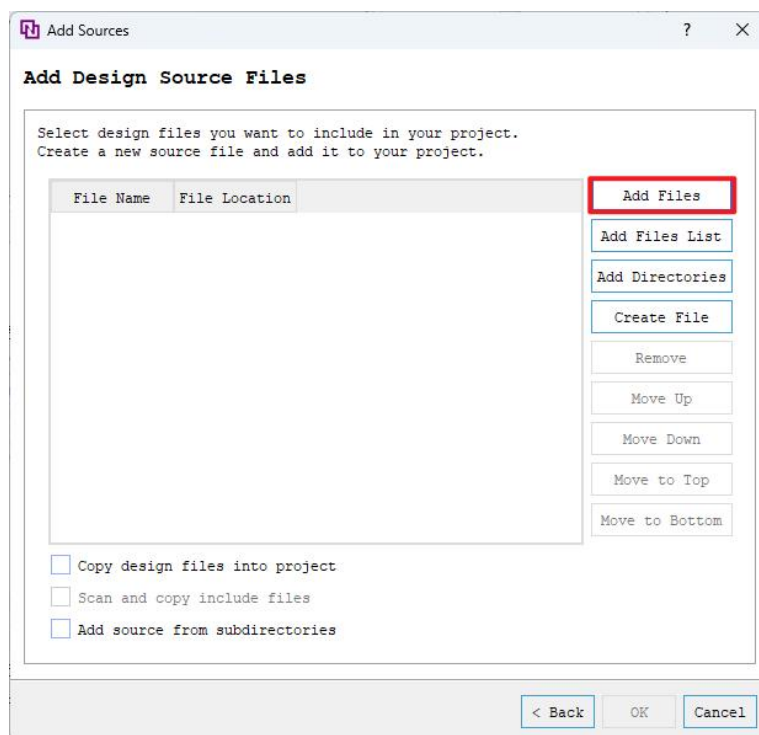 Add Sources
?
Add Design Source Files
Select design files you want to include in your project.
Create a new source file and add it to your project.
File Name File Location
Add Files
Add Files List
Add Directories
Create File
Remove
Move Up
Move Down
Move to Top
Move to Bottom
Copy design files into project
Scan and copy include files
Add source from subdirectories
< Back OK Cancel